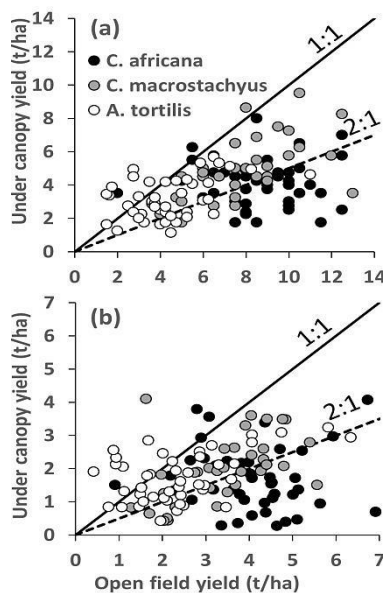 14
12
10
8
6
4
2
0
Under canopy yield (t/ha)
(a)
C. africana
C. macrostachyus
A. tortilis
1:1
2:1
0 2 4 6 8 10 12 14
7
6
5
4
3
2
1
0
Under canopy yield (t/ha)
(b)
1:1
2:1
0 1 2 3 4 5 6 7
Open field yield (t/ha)